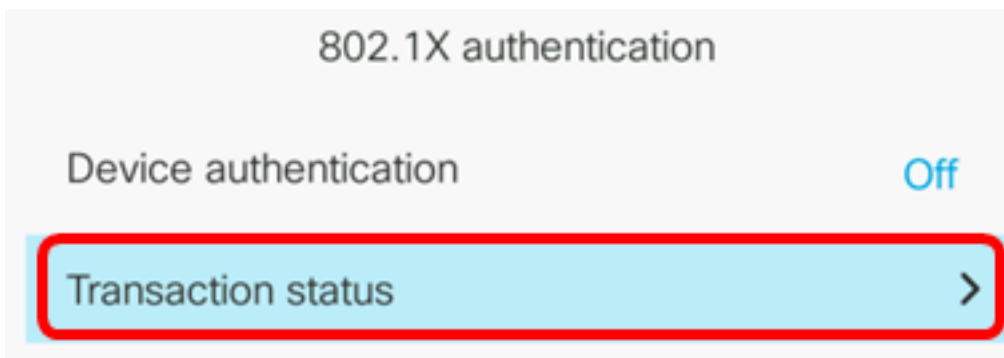 802.1X authentication
Device authentication Off
Transaction status